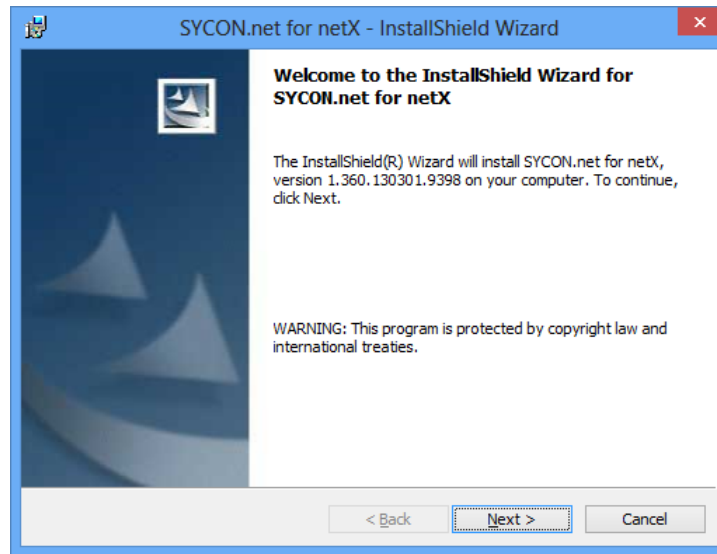 SYCON.net for netX - InstallShield Wizard
Welcome to the InstallShield Wizard for
SYCON.net for netX
The InstallShield(R) Wizard will install SYCON.net for netX,
version 1.360.130301.9398 on your computer. To continue,
click Next.
WARNING: This program is protected by copyright law and
international treaties.
< Back
Next >
Cancel